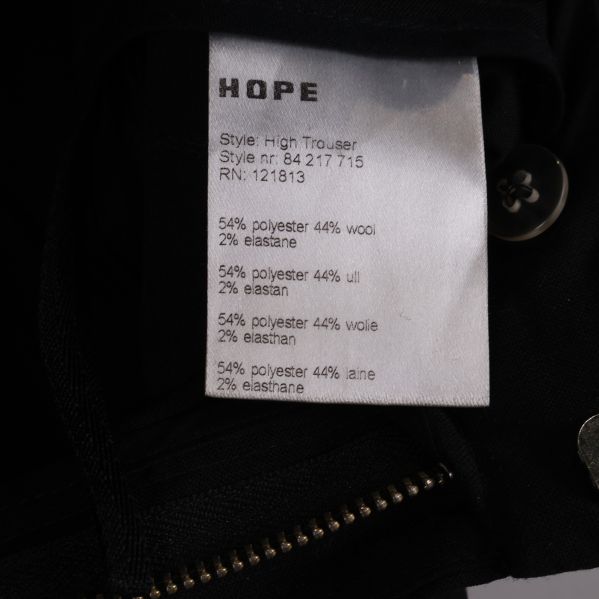 HOPE
Style: High Trouser
Style nr: 84 217 715
RN: 121813
54% polyester 44% wool
2% elastane
54% polyester 44% ull
2% elastan
54% polyester 44% wolle
2% elasthan
54% polyester 44% laine
2% elasthane